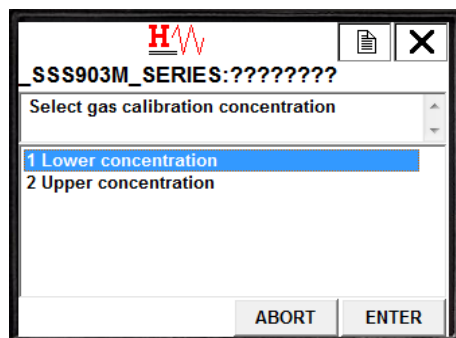 H
_SSS903M_SERIES:????????
Select gas calibration concentration
1 Lower concentration
2 Upper concentration
ABORT ENTER